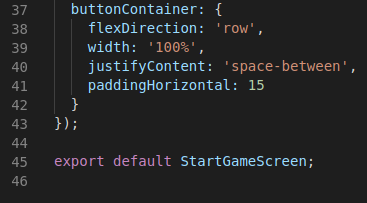 37 buttonContainer: {
38 flexDirection: 'row',
39 width: '100%',
40 justifyContent: 'space-between',
41 paddingHorizontal: 15
42 }
43 });
44
45 export default StartGameScreen;
46